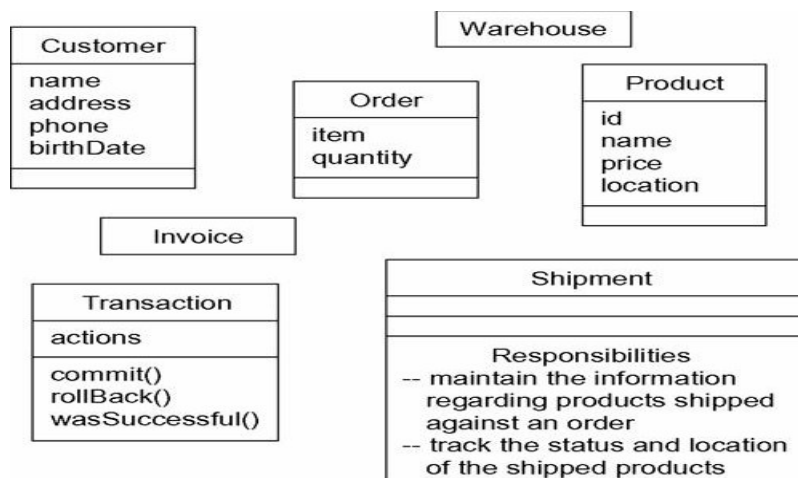 Customer
name
address
phone
birthDate
Warehouse
Order
item
quantity
Product
id
name
price
location
Invoice
Transaction
actions
commit()
rollBack()
wasSuccessful()
Shipment
Responsibilities
-- maintain the information
regarding products shipped
against an order
-- track the status and location
of the shipped products